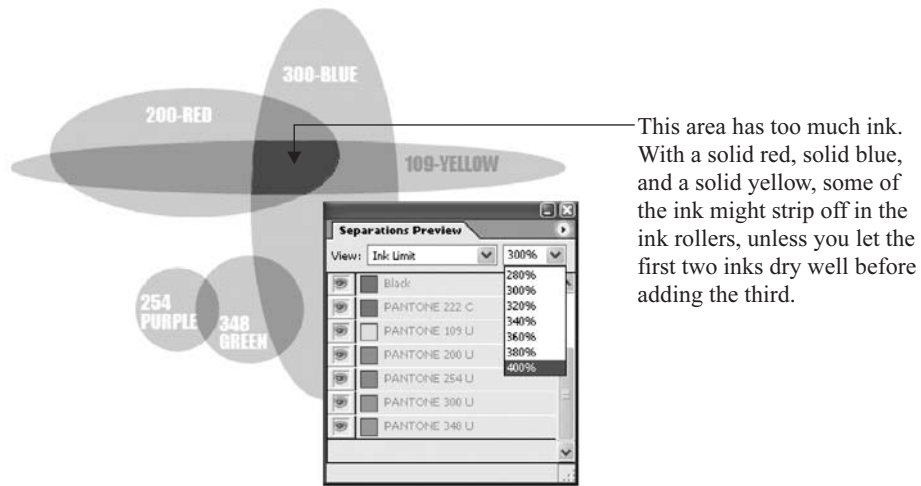 300-BLUE
200-RED
109-YELLOW
This area has too much ink.
With a solid red, solid blue,
and a solid yellow, some of
the ink might strip off in the
ink rollers, unless you let the
first two inks dry well before
adding the third.
254
PURPLE
348
GREEN
Separations Preview
View: Ink Limit 300%
280%
300%
320%
340%
360%
380%
400%
Black
PANTONE 222 C
PANTONE 109 U
PANTONE 200 U
PANTONE 254 U
PANTONE 300 U
PANTONE 348 U